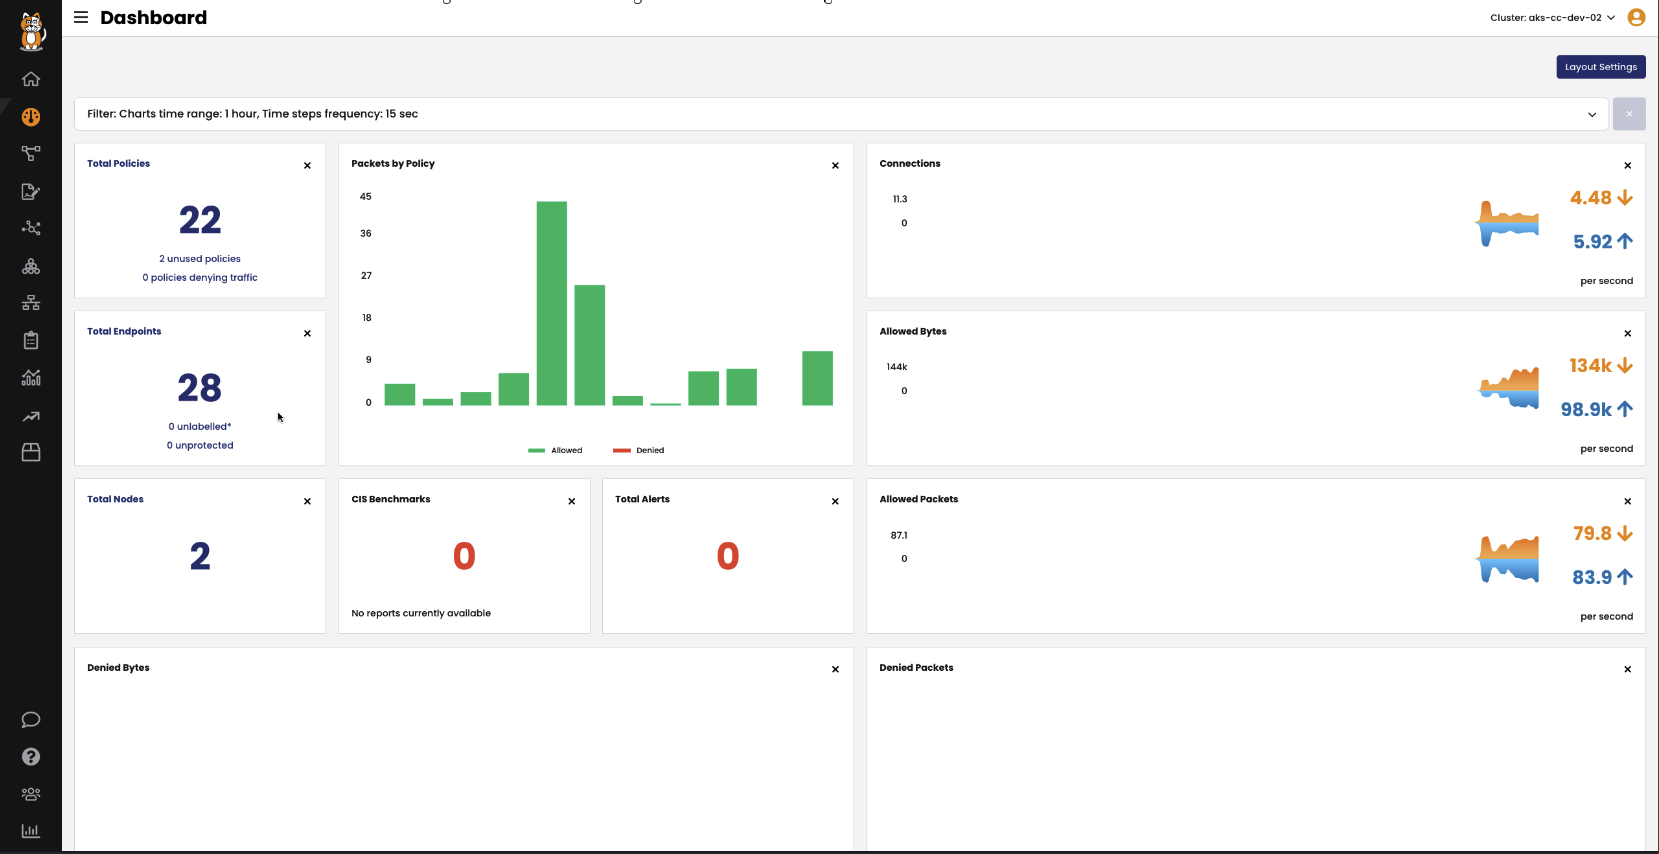 Dashboard
Cluster: aks-cc-dev-02
Layout Settings
Filter: Charts time range: 1 hour, Time steps frequency: 15 sec
Total Policies
22
2 unused policies
0 policies denying traffic
Packets by Policy
45
36
27
18
9
0
Allowed
Denied
Connections
11.3
0
4.48
5.92
per second
Total Endpoints
28
0 unlabelled*
0 unprotected
Allowed Bytes
144k
0
134k
98.9k
per second
Total Nodes
2
CIS Benchmarks
0
No reports currently available
Total Alerts
0
Allowed Packets
87.1
0
79.8
83.9
per second
Denied Bytes
Denied Packets